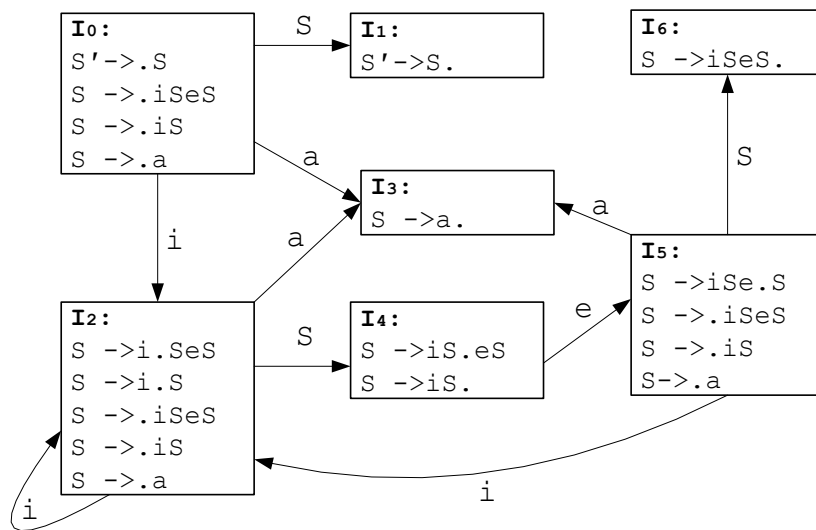 I0:
S'->.S
S ->.iSeS
S ->.iS
S ->.a
S
I1:
S'->S.
I6:
S ->iSeS.
a
i
I3:
S ->a.
a
a
S
I2:
S ->i.SeS
S ->i.S
S ->.iSeS
S ->.iS
S ->.a
S
I4:
S ->iS.eS
S ->iS.
e
I5:
S ->iSe.S
S ->.iSeS
S ->.iS
S->.a
i
i